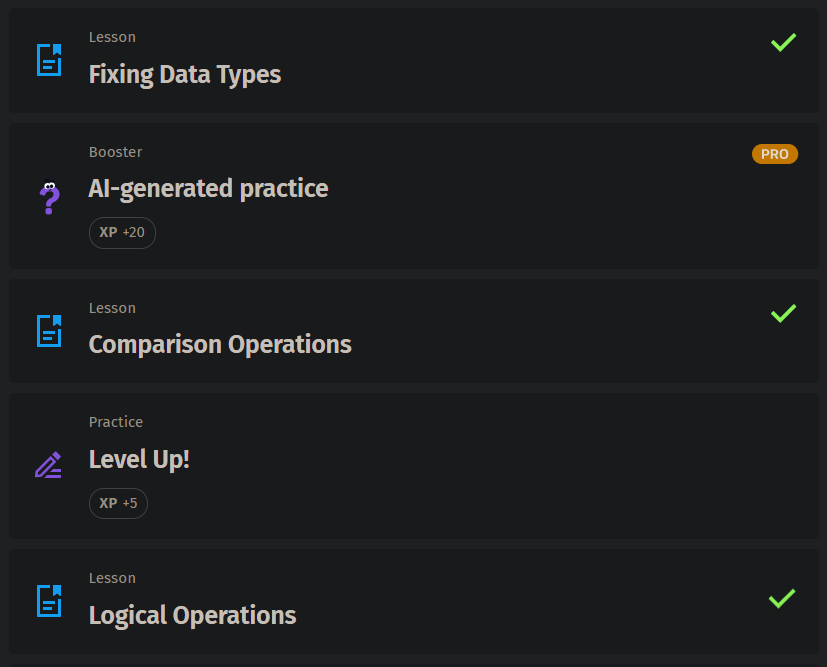 Lesson
Fixing Data Types
Booster
PRO
AI-generated practice
XP +20
Lesson
Comparison Operations
Practice
Level Up!
XP +5
Lesson
Logical Operations